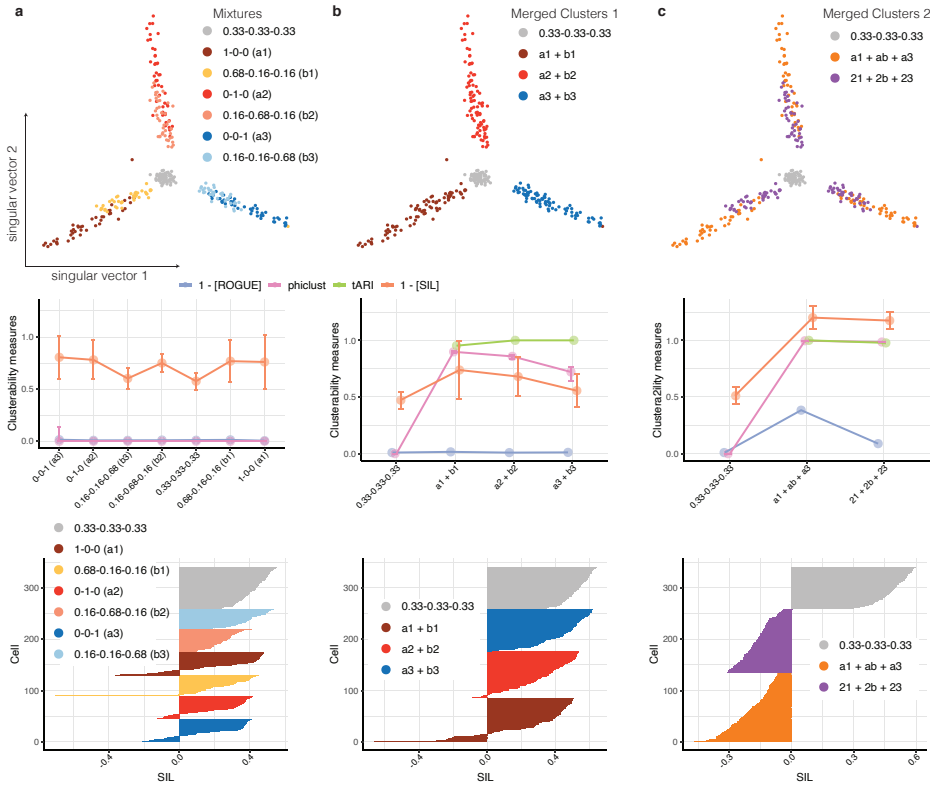 a
Mixtures
0.33-0.33-0.33
1-0-0 (a1)
0.68-0.16-0.16 (b1)
0-1-0 (a2)
0.16-0.68-0.16 (b2)
0-0-1 (a3)
0.16-0.16-0.68 (b3)
singular vector 2
singular vector 1
b
Merged Clusters 1
0.33-0.33-0.33
a1 + b1
a2 + b2
a3 + b3
c
Merged Clusters 2
0.33-0.33-0.33
a1 + ab + a3
21 + 2b + 23
1 - [ROGUE]
phiclust
tARI
1 - [SIL]
Clusterability measures
1.0
0.5
0.0
0-0-1 (a3)
0-1-0 (a2)
0.16-0.16-0.68 (b3)
0.16-0.68-0.16 (b2)
0.33-0.33-0.33
0.68-0.16-0.16 (b1)
1-0-0 (a1)
Clusterability measures
1.0
0.5
0.0
0.33-0.33-0.33
a1 + b1
a2 + b2
a3 + b3
Clustera2ility measures
1.0
0.5
0.0
0.33-0.33-0.33
a1 + ab + a3
21 + 2b + 23
0.33-0.33-0.33
1-0-0 (a1)
0.68-0.16-0.16 (b1)
0-1-0 (a2)
0.16-0.68-0.16 (b2)
0-0-1 (a3)
0.16-0.16-0.68 (b3)
Cell
300
200
100
0
-0.4
0.0
0.4
SIL
0.33-0.33-0.33
a1 + b1
a2 + b2
a3 + b3
Cell
300
200
100
0
-0.4
0.0
0.4
SIL
0.33-0.33-0.33
a1 + ab + a3
21 + 2b + 23
Cell
300
200
100
0
-0.3
0.0
0.3
0.6
SIL